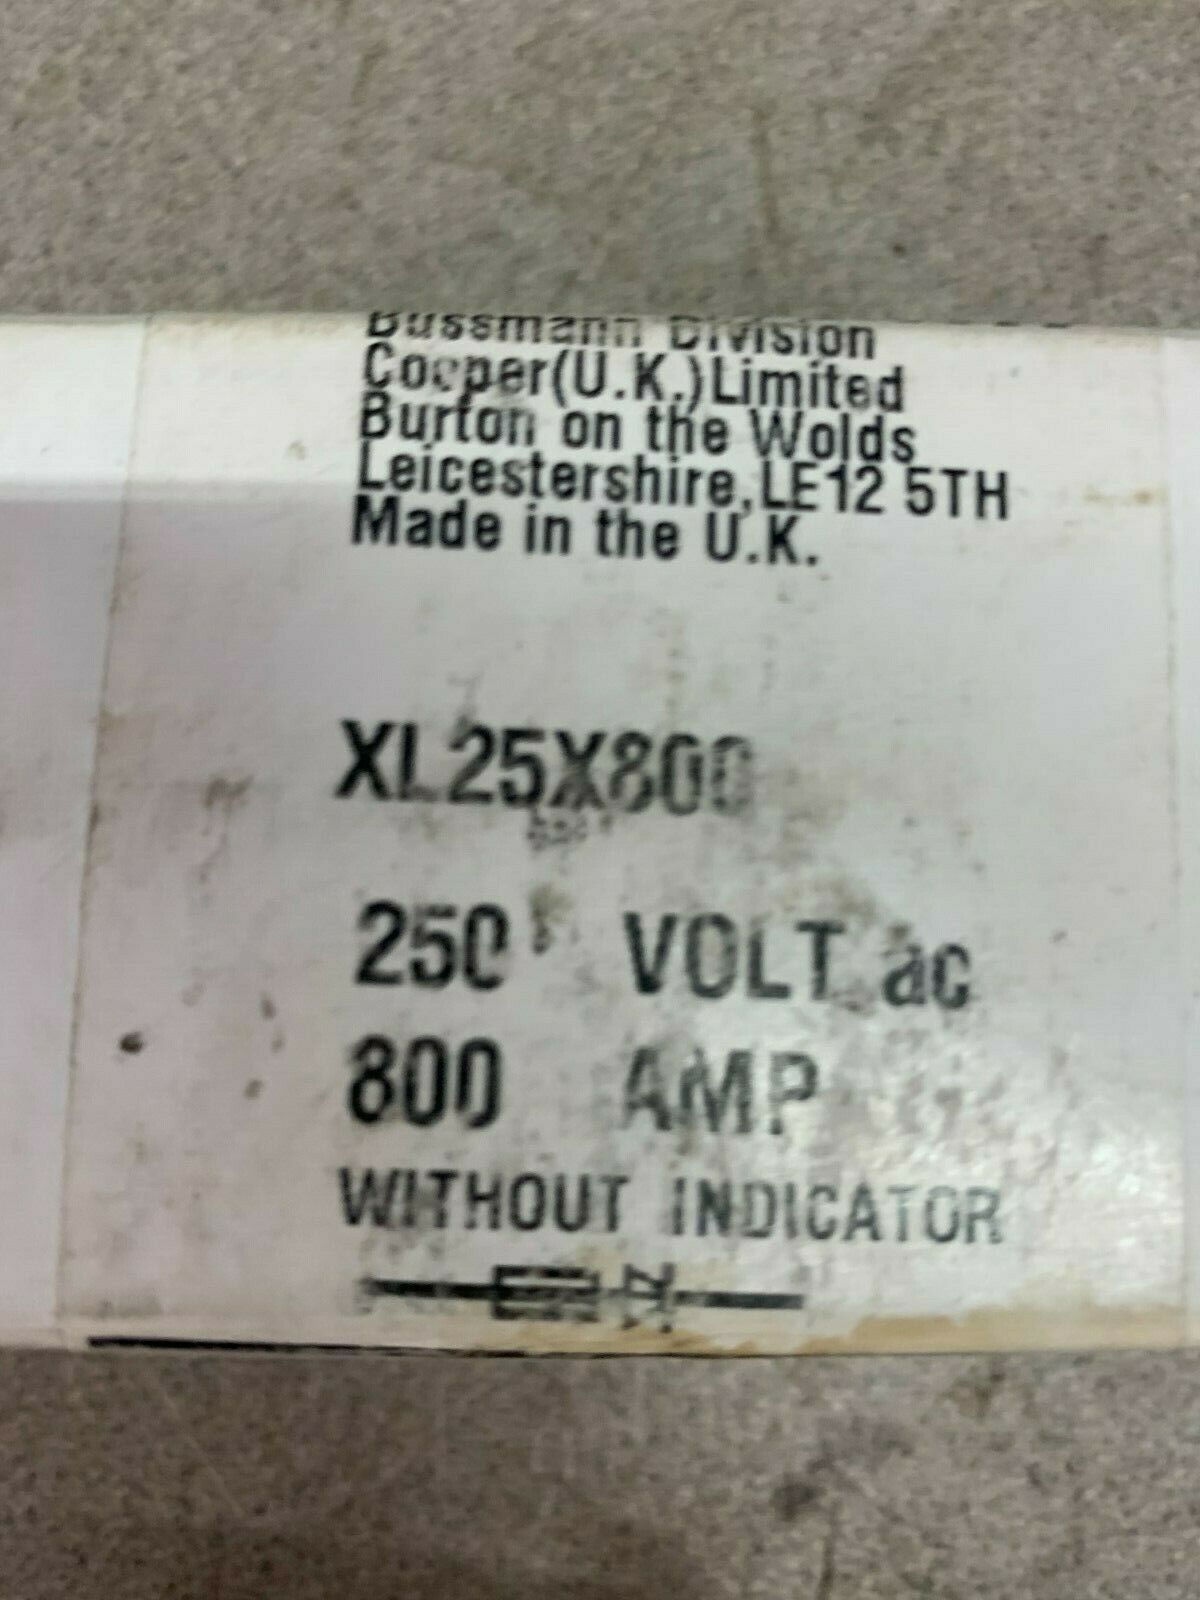 Bussmann Division
Cooper(U.K.)Limited
Burton on the Wolds
Leicestershire,LE12 5TH
Made in the U.K.
XL25X800
250 VOLT ac
800 AMP
WITHOUT INDICATOR